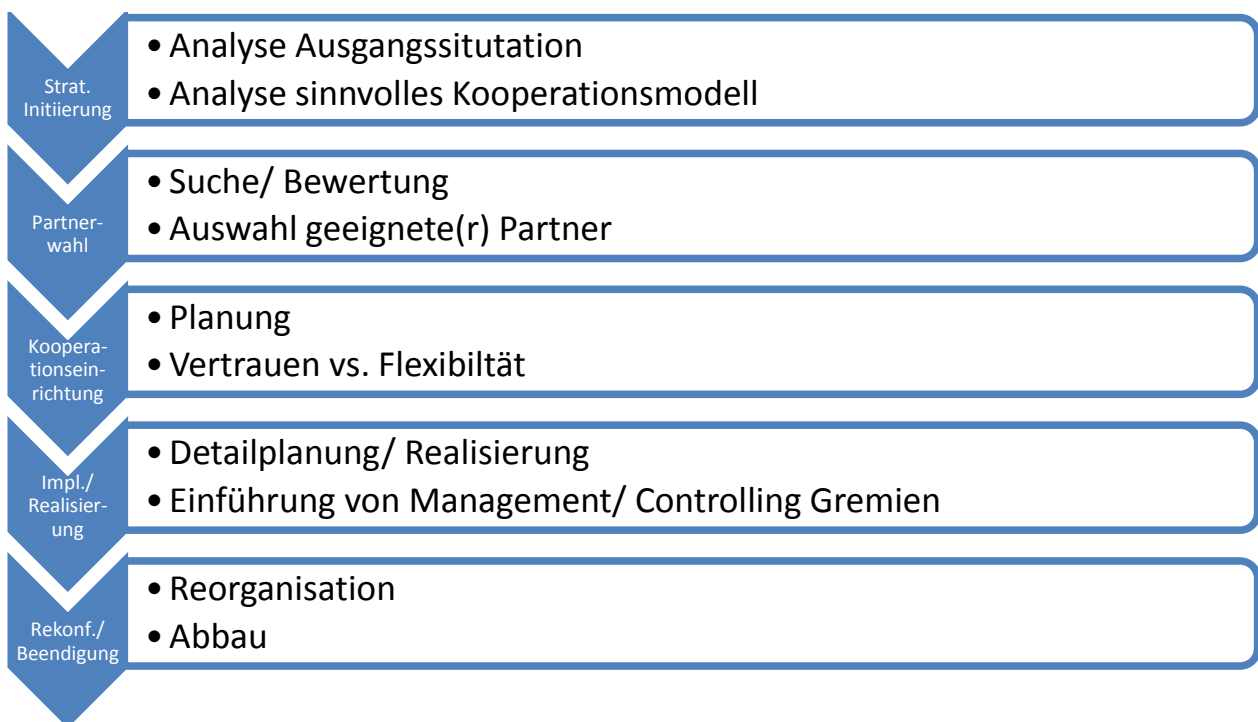 Strat.
Initiierung
• Analyse Ausgangssitutation
• Analyse sinnvolles Kooperationsmodell
Partner-
wahl
• Suche/ Bewertung
• Auswahl geeignete(r) Partner
Koopera-
tionsein-
richtung
• Planung
• Vertrauen vs. Flexibiltät
Impl./
Realisier-
ung
• Detailplanung/ Realisierung
• Einführung von Management/ Controlling Gremien
Rekonf./
Beendigung
• Reorganisation
• Abbau